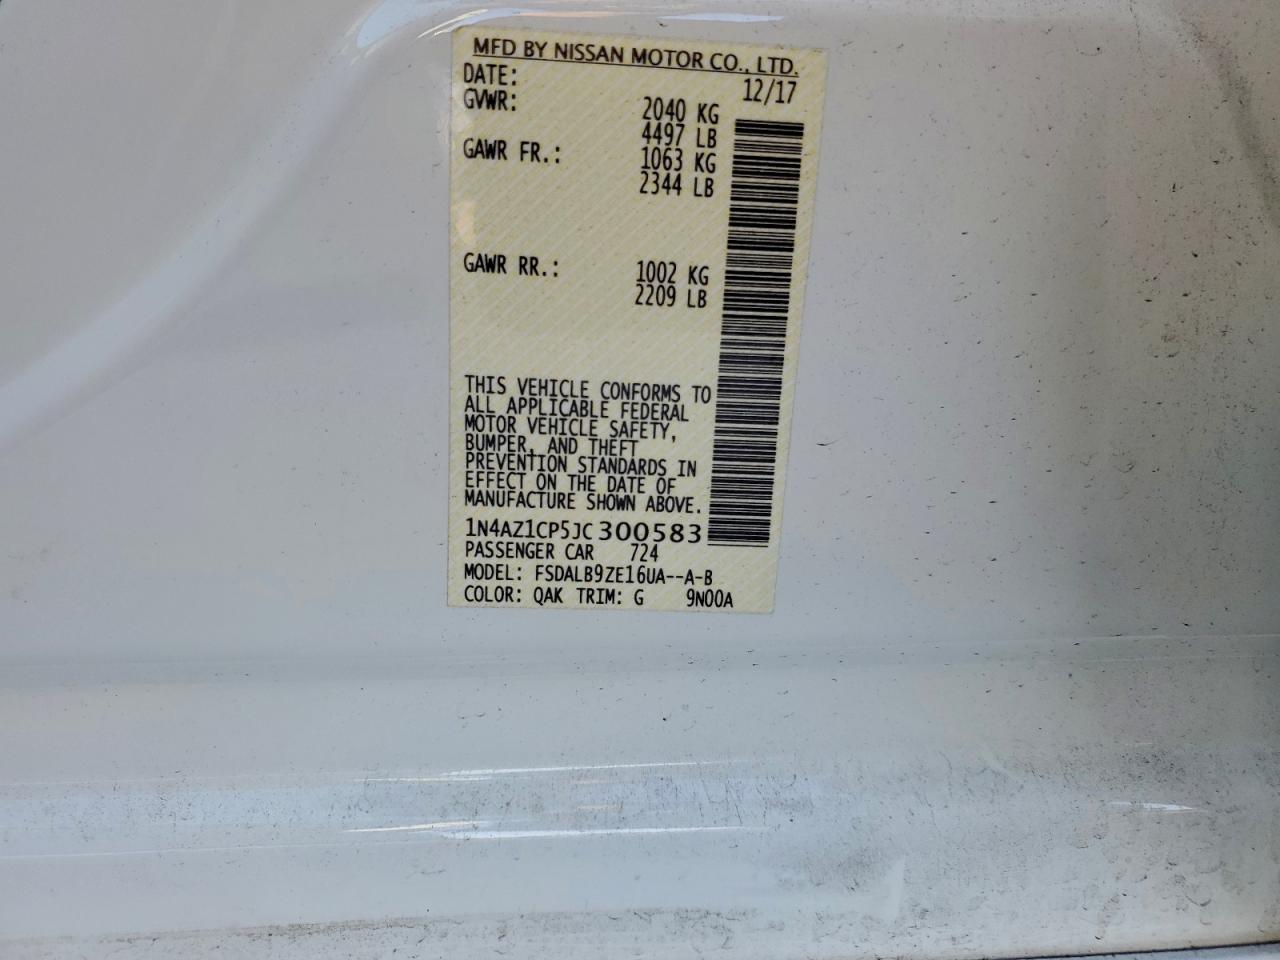 MFD BY NISSAN MOTOR CO., LTD.
DATE: 12/17
GVWR: 2040 KG
4497 LB
GAWR FR.: 1063 KG
2344 LB
GAWR RR.: 1002 KG
2209 LB
THIS VEHICLE CONFORMS TO
ALL APPLICABLE FEDERAL
MOTOR VEHICLE SAFETY,
BUMPER, AND THEFT
PREVENTION STANDARDS IN
EFFECT ON THE DATE OF
MANUFACTURE SHOWN ABOVE.
1N4AZ1CP5JC300583
PASSENGER CAR 724
MODEL: FSDALB9ZE16UA--A-B
COLOR: QAK TRIM: G 9N00A